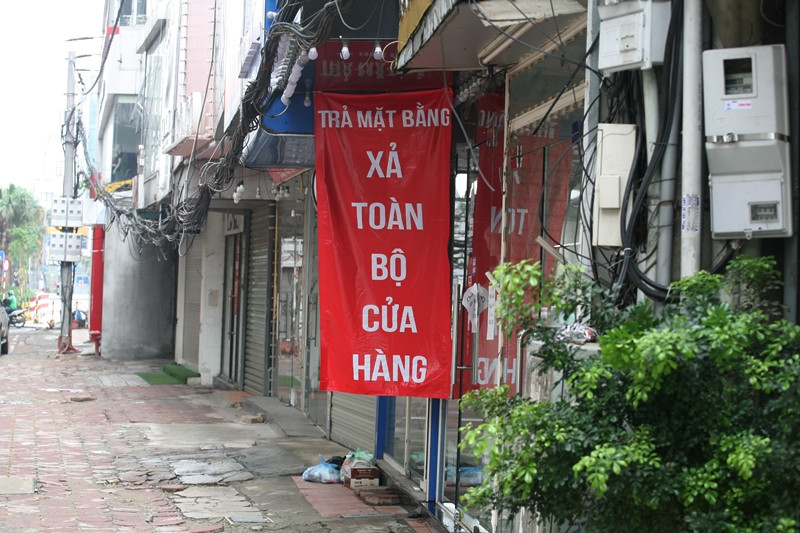 TRẢ MẶT BẰNG
XẢ
TOÀN
BỘ
CỬA
HÀNG